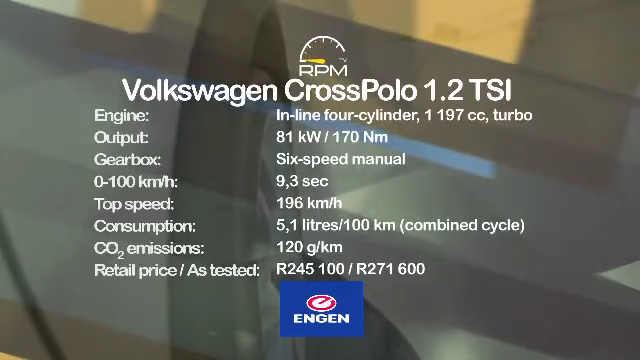 RPM
Volkswagen CrossPolo 1.2 TSI
Engine: In-line four-cylinder, 1 197 cc, turbo
Output: 81 kW / 170 Nm
Gearbox: Six-speed manual
0-100 km/h: 9,3 sec
Top speed: 196 km/h
Consumption: 5,1 litres/100 km (combined cycle)
CO2 emissions: 120 g/km
Retail price / As tested: R245 100 / R271 600
ENGEN